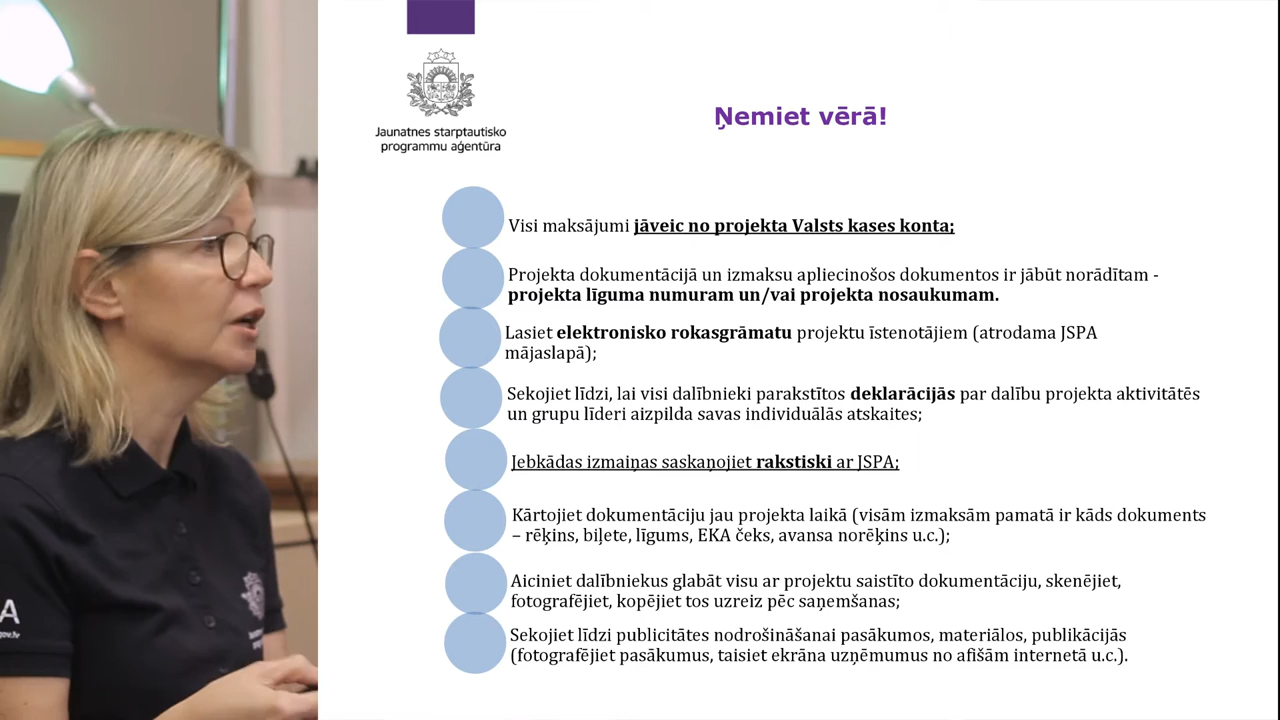 Jaunatnes starptautisko
programmu aģentūra
Ņemiet vērā!
Visi maksājumi jāveic no projekta Valsts kases konta;
Projekta dokumentācijā un izmaksu apliecinošos dokumentos ir jābūt norādītam -
projekta līguma numuram un/vai projekta nosaukumam.
Lasiet elektronisko rokasgrāmatu projektu īstenotājiem (atrodama JSPA
mājaslapā);
Sekojiet līdzi, lai visi dalībnieki parakstītos deklarācijās par dalību projekta aktivitātēs
un grupu līderi aizpilda savas individuālās atskaites;
Jebkādas izmaiņas saskaņojiet rakstiski ar JSPA;
Kārtojiet dokumentāciju jau projekta laikā (visām izmaksām pamatā ir kāds dokuments
– rēķins, biļete, līgums, EKA čeks, avansa norēķins u.c.);
Aiciniet dalībniekus glabāt visu ar projektu saistīto dokumentāciju, skenējiet,
fotografējiet, kopējiet tos uzreiz pēc saņemšanas;
Sekojiet līdzi publicitātes nodrošināšanai pasākumos, materiālos, publikācijās
(fotografējiet pasākumus, taisiet ekrāna uzņēmumus no afišām internetā u.c.).
A
gov.lv